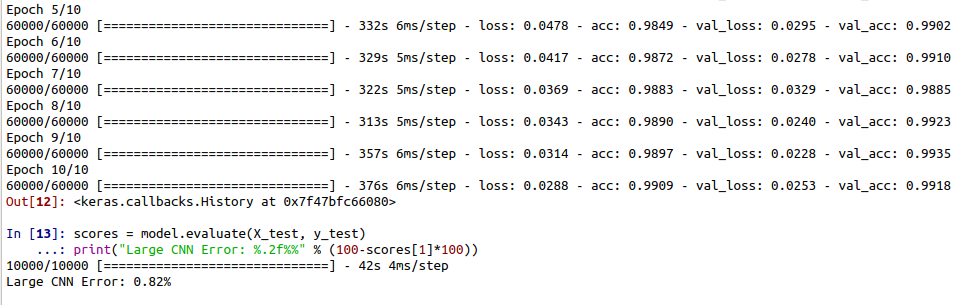 Epoch 5/10
60000/60000 [==============================] - 332s 6ms/step - loss: 0.0478 - acc: 0.9849 - val_loss: 0.0295 - val_acc: 0.9902
Epoch 6/10
60000/60000 [==============================] - 329s 5ms/step - loss: 0.0417 - acc: 0.9872 - val_loss: 0.0278 - val_acc: 0.9910
Epoch 7/10
60000/60000 [==============================] - 322s 5ms/step - loss: 0.0369 - acc: 0.9883 - val_loss: 0.0329 - val_acc: 0.9885
Epoch 8/10
60000/60000 [==============================] - 313s 5ms/step - loss: 0.0343 - acc: 0.9890 - val_loss: 0.0240 - val_acc: 0.9923
Epoch 9/10
60000/60000 [==============================] - 357s 6ms/step - loss: 0.0314 - acc: 0.9897 - val_loss: 0.0228 - val_acc: 0.9935
Epoch 10/10
60000/60000 [==============================] - 376s 6ms/step - loss: 0.0288 - acc: 0.9909 - val_loss: 0.0253 - val_acc: 0.9918
Out[12]: <keras.callbacks.History at 0x7f47bfc66080>
In [13]: scores = model.evaluate(X_test, y_test)
...: print("Large CNN Error: %.2f%%" % (100-scores[1]*100))
10000/10000 [==============================] - 42s 4ms/step
Large CNN Error: 0.82%